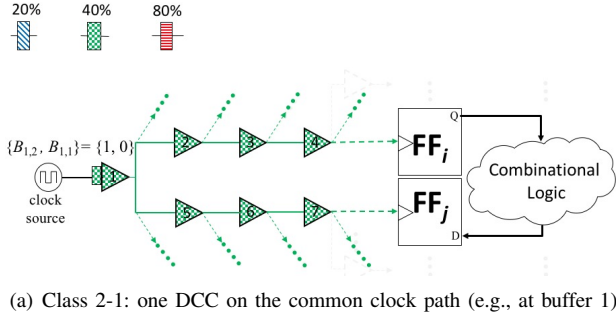 20% 40% 80%
{B1,2, B1,1}= {1, 0}
clock
source
1
2
3
4
5
6
7
FFi
Q
FFj
D
Combinational
Logic
(a) Class 2-1: one DCC on the common clock path (e.g., at buffer 1)